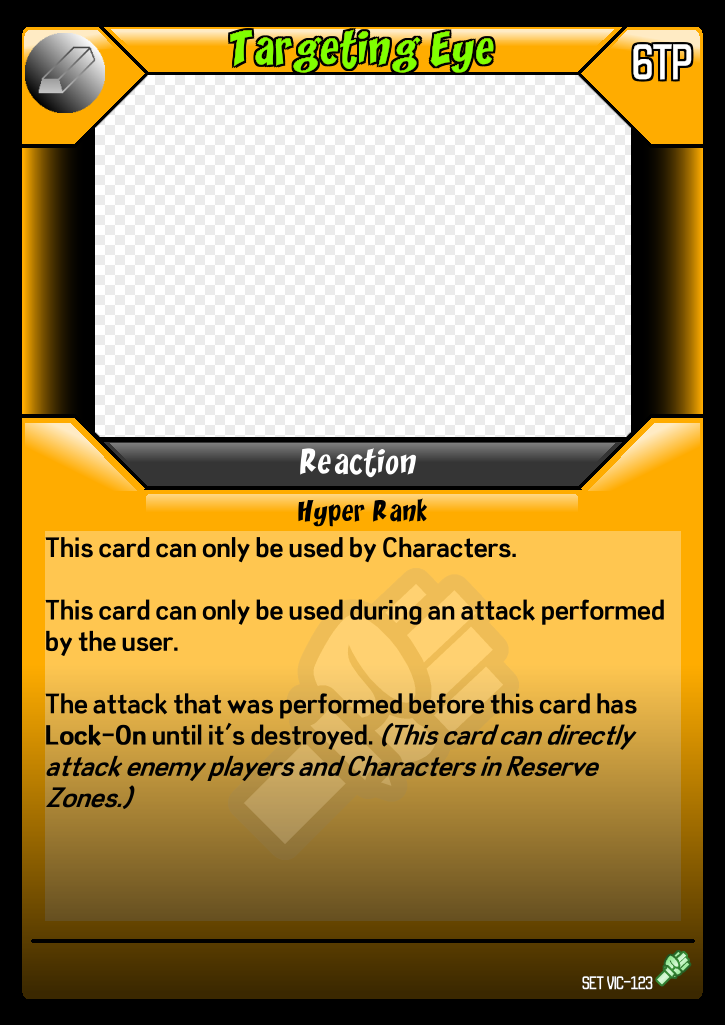 Targeting Eye
6TP
Reaction
Hyper Rank
This card can only be used by Characters.
This card can only be used during an attack performed
by the user.
The attack that was performed before this card has
Lock-On until it's destroyed. (This card can directly
attack enemy players and Characters in Reserve
Zones.)
SET VIC-123